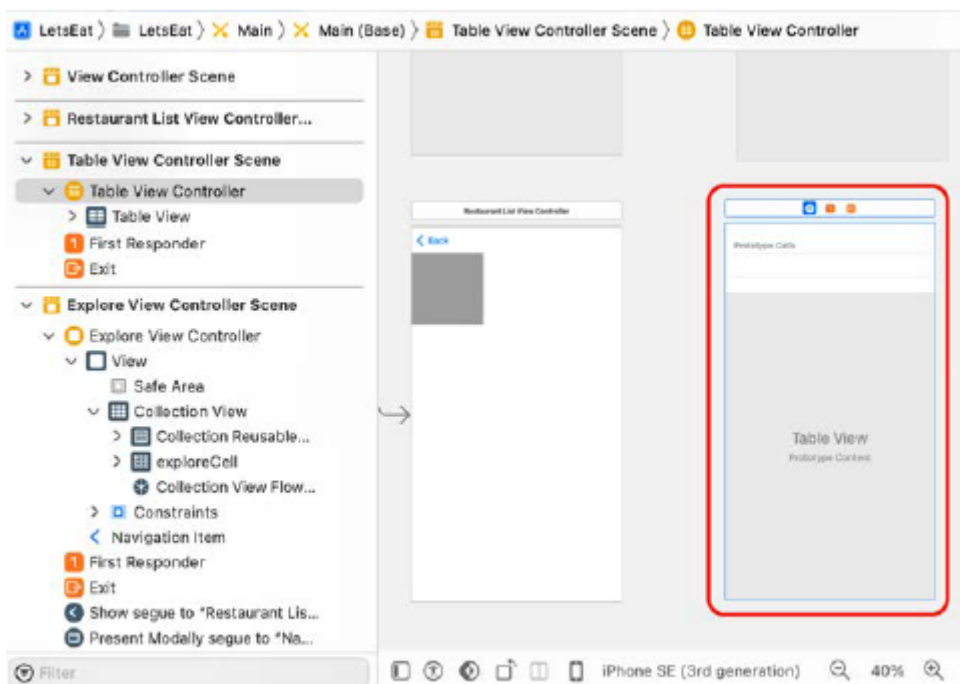 LetsEat LetsEat Main Main (Base) Table View Controller Scene Table View Controller
View Controller Scene
Restaurant List View Controller...
Table View Controller Scene
Table View Controller
Table View
First Responder
Exit
Explore View Controller Scene
Explore View Controller
View
Safe Area
Collection View
Collection Reusable...
exploreCell
Collection View Flow...
Constraints
Navigation Item
First Responder
Exit
Show segue to "Restaurant Lis...
Present Modally segue to "Na...
Filter
Restaurant List View Controller
Back
Prototype Cells
Table View
Prototype Content
iPhone SE (3rd generation) 40%